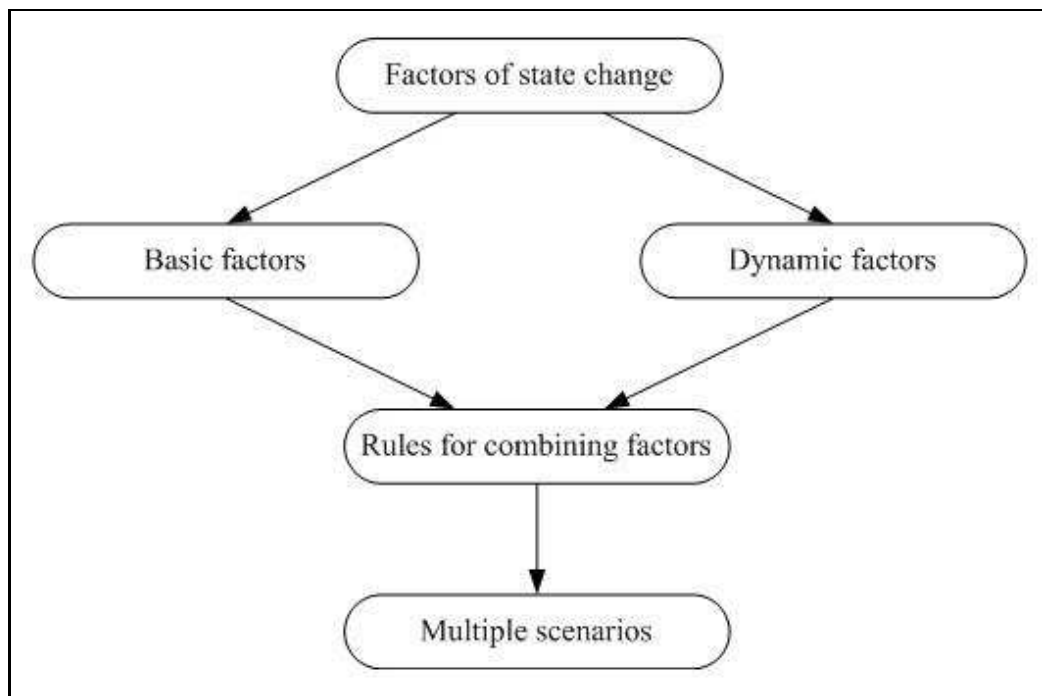 Factors of state change
Basic factors
Dynamic factors
Rules for combining factors
Multiple scenarios